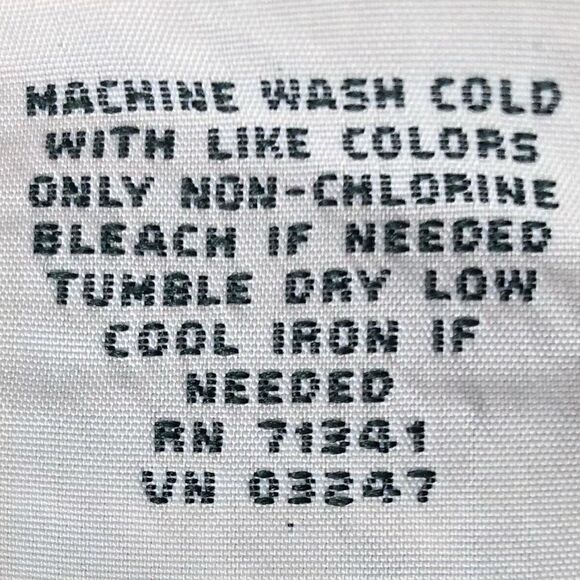 MACHINE WASH COLD
WITH LIKE COLORS
ONLY NON-CHLORINE
BLEACH IF NEEDED
TUMBLE DRY LOW
COOL IRON IF
NEEDED
RN 71341
VN 03247